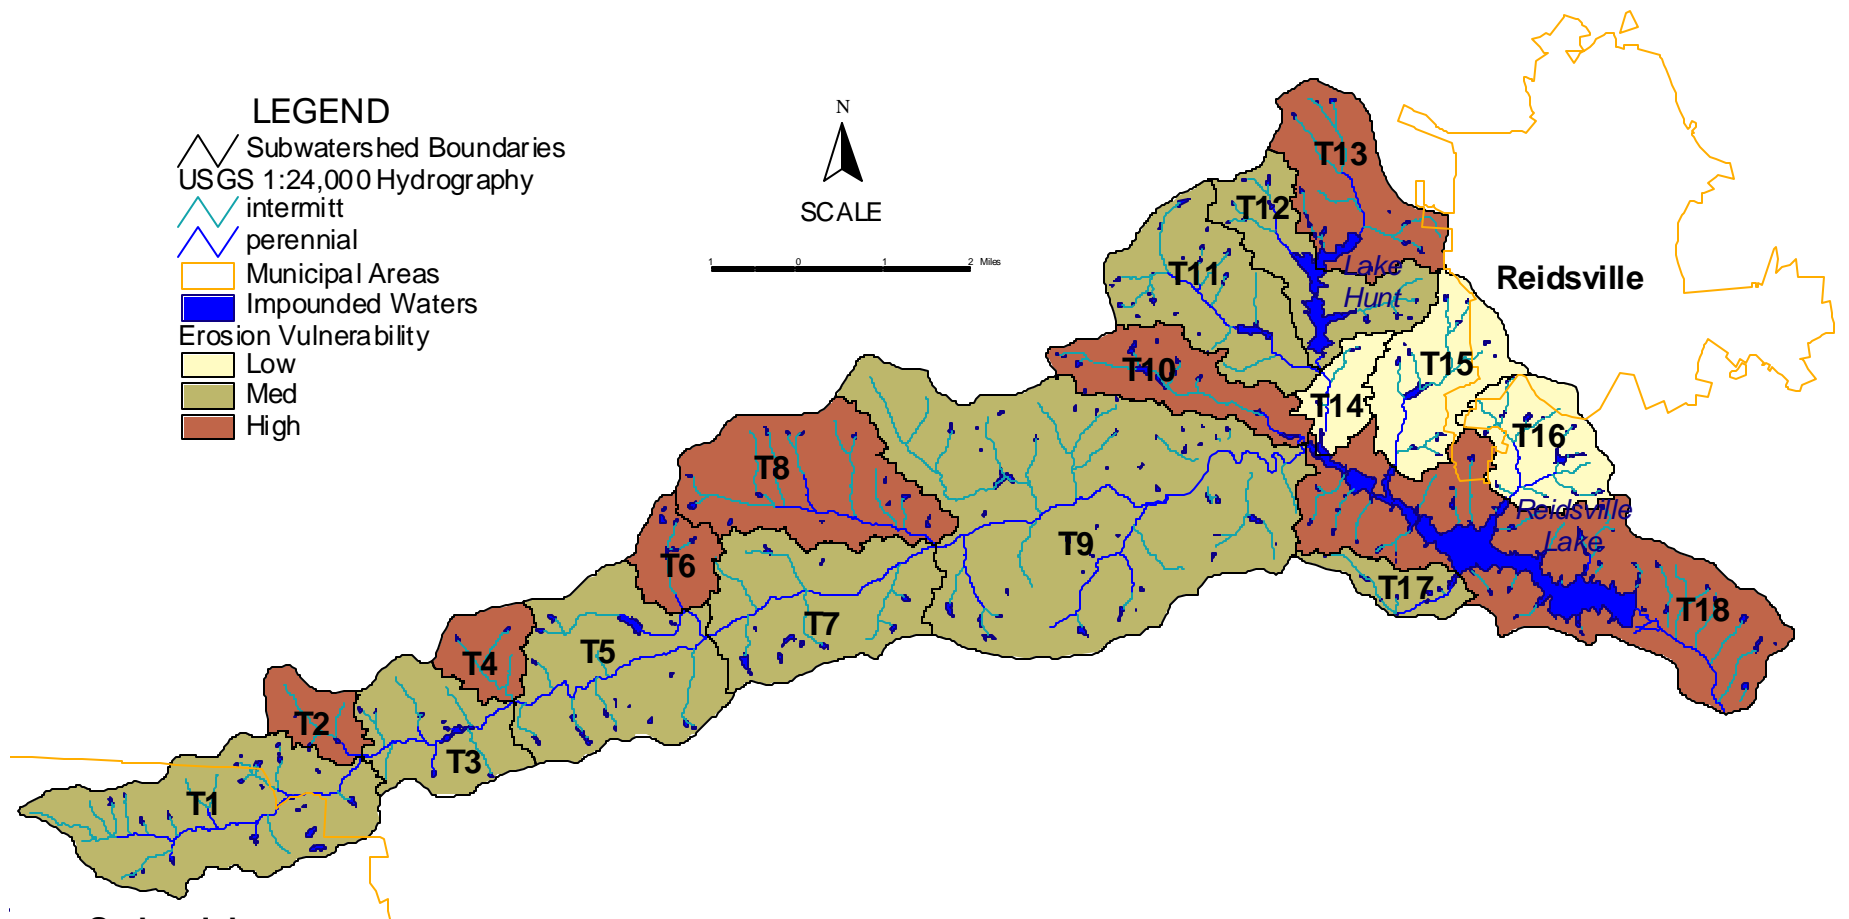 LEGEND
Subwatershed Boundaries
USGS 1:24,000 Hydrography
intermitt
perennial
Municipal Areas
Impounded Waters
Erosion Vulnerability
Low
Med
High
N
SCALE
1 0 1 2 Miles
T13
T12
Lake
Hunt
T11
Reidsville
T10
T15
T14
T16
T8
Reidsville
Lake
T9
T6
T17
T18
T7
T5
T4
T2
T3
T1